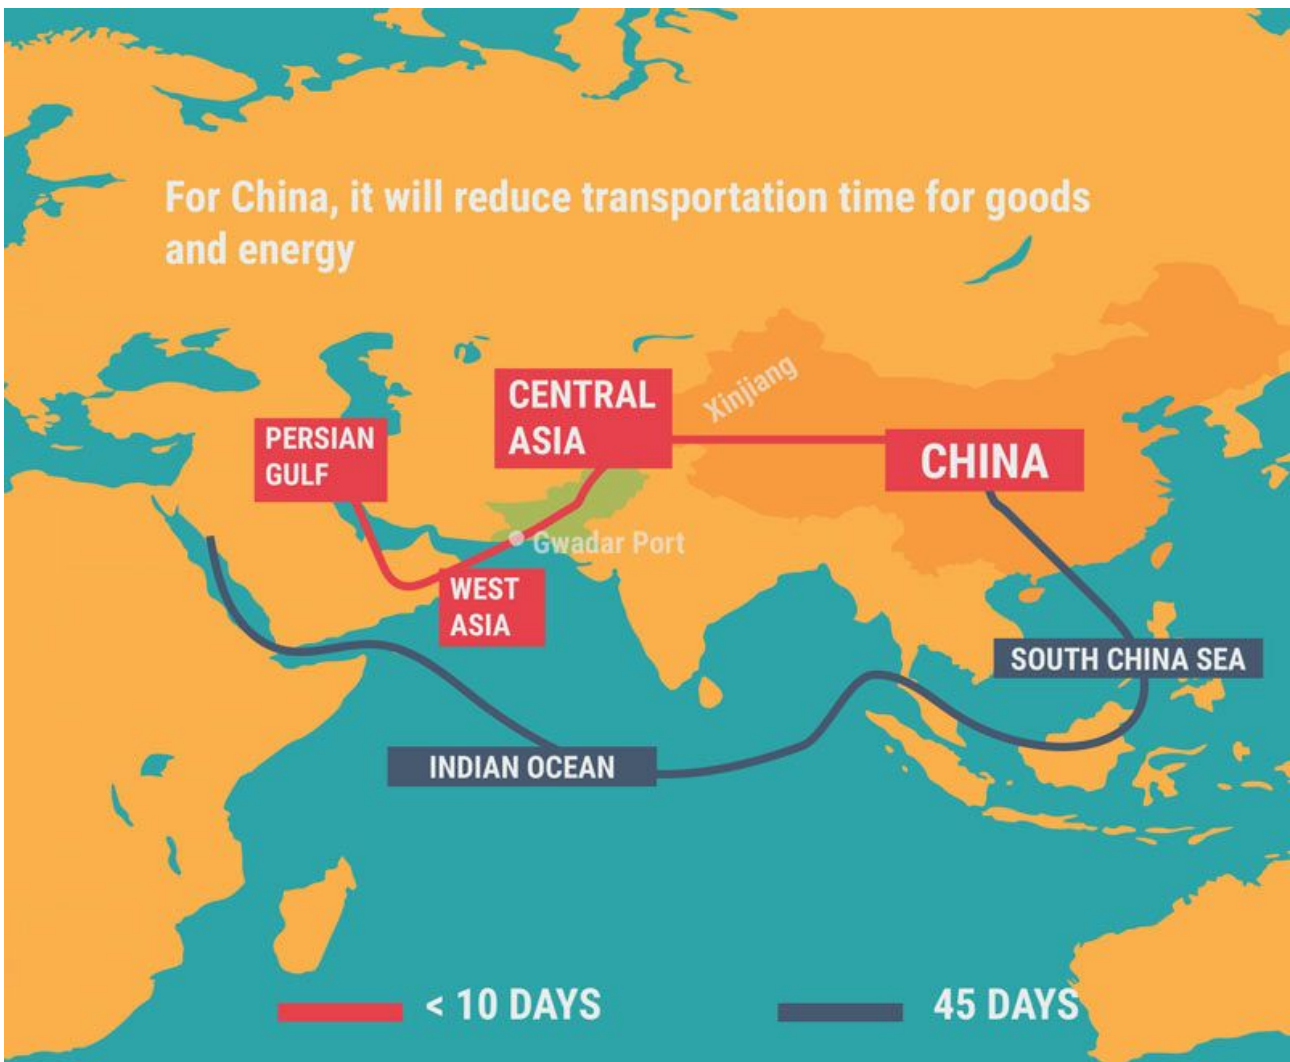 For China, it will reduce transportation time for goods
and energy
Xinjiang
CENTRAL
ASIA
PERSIAN
GULF
CHINA
Gwadar Port
WEST
ASIA
SOUTH CHINA SEA
INDIAN OCEAN
< 10 DAYS
45 DAYS